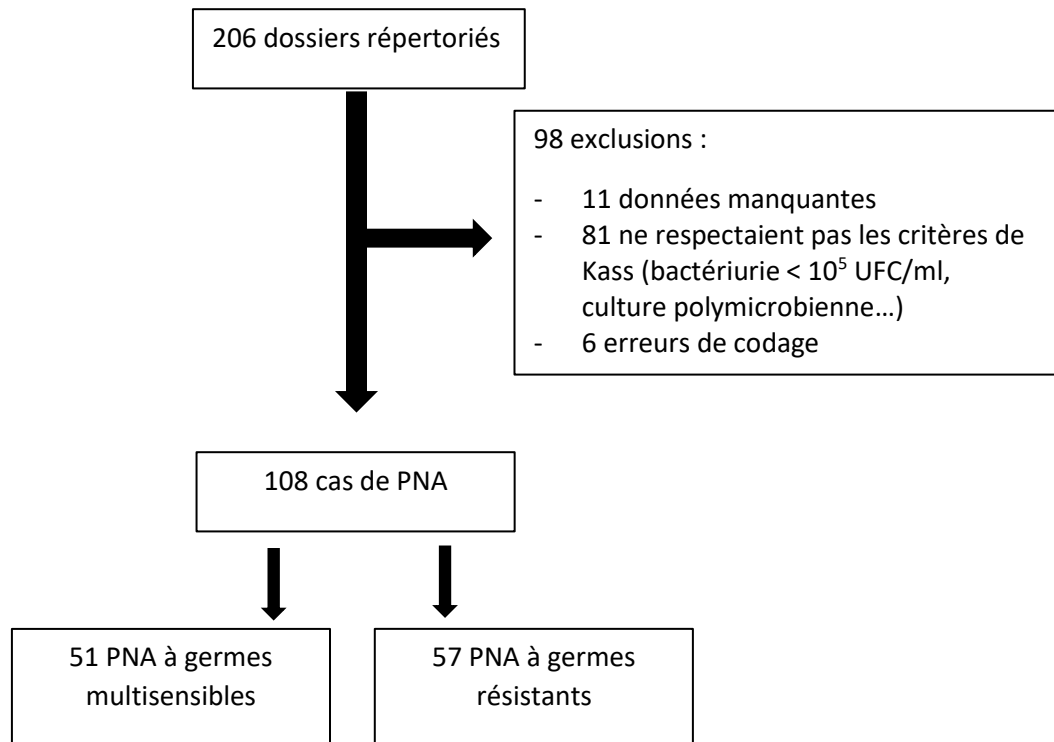 206 dossiers répertoriés
98 exclusions :
- 11 données manquantes
- 81 ne respectaient pas les critères de
Kass (bactériurie < 10⁵ UFC/ml,
culture polymicrobienne…)
- 6 erreurs de codage
108 cas de PNA
51 PNA à germes
multisensibles
57 PNA à germes
résistants